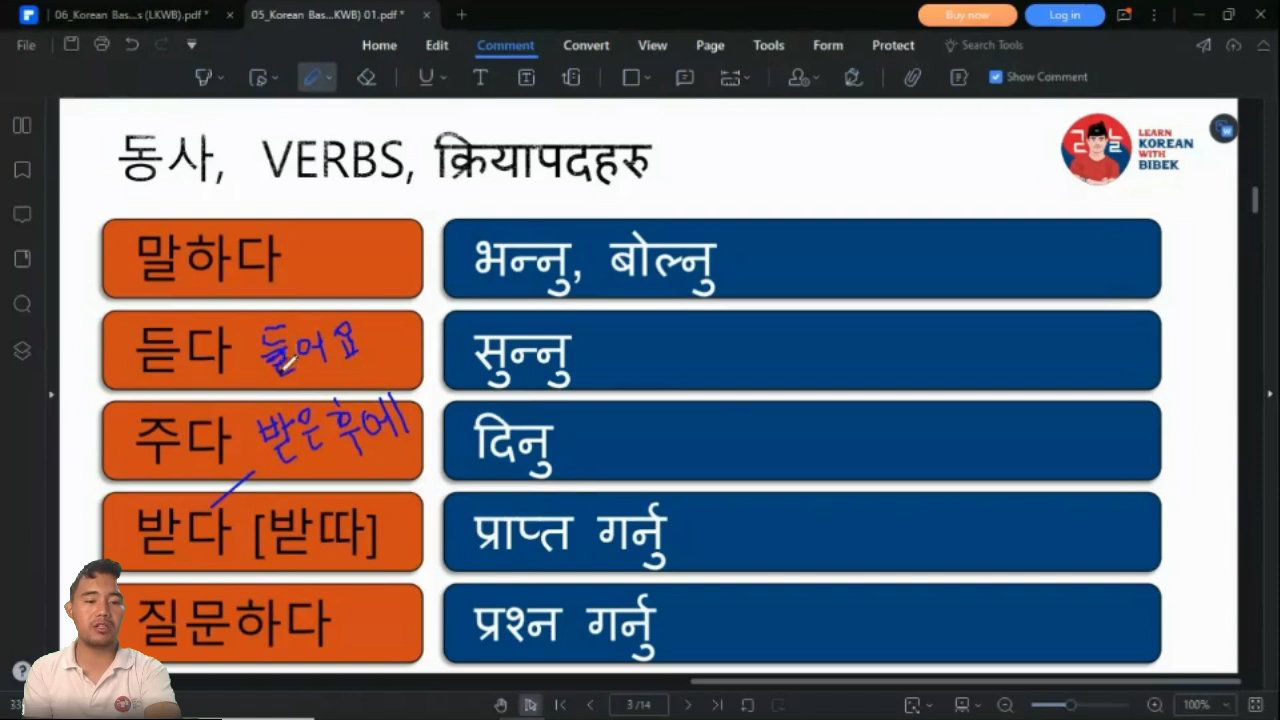 06_Korean Bas...s (LKWB).pdf *
05_Korean Bas...KWB) 01.pdf *
Buy now
Log in
File
Home Edit Comment Convert View Page Tools Form Protect Search Tools
Show Comment
동사, VERBS, क्रियापदहरु
LEARN
KOREAN
WITH
BIBEK
말하다 भन्नु, बोल्नु
듣다 들어요 सुन्नु
주다 받은 후에 दिनु
받다 [받따] प्राप्त गर्नु
질문하다 प्रश्न गर्नु
3 /14
100%